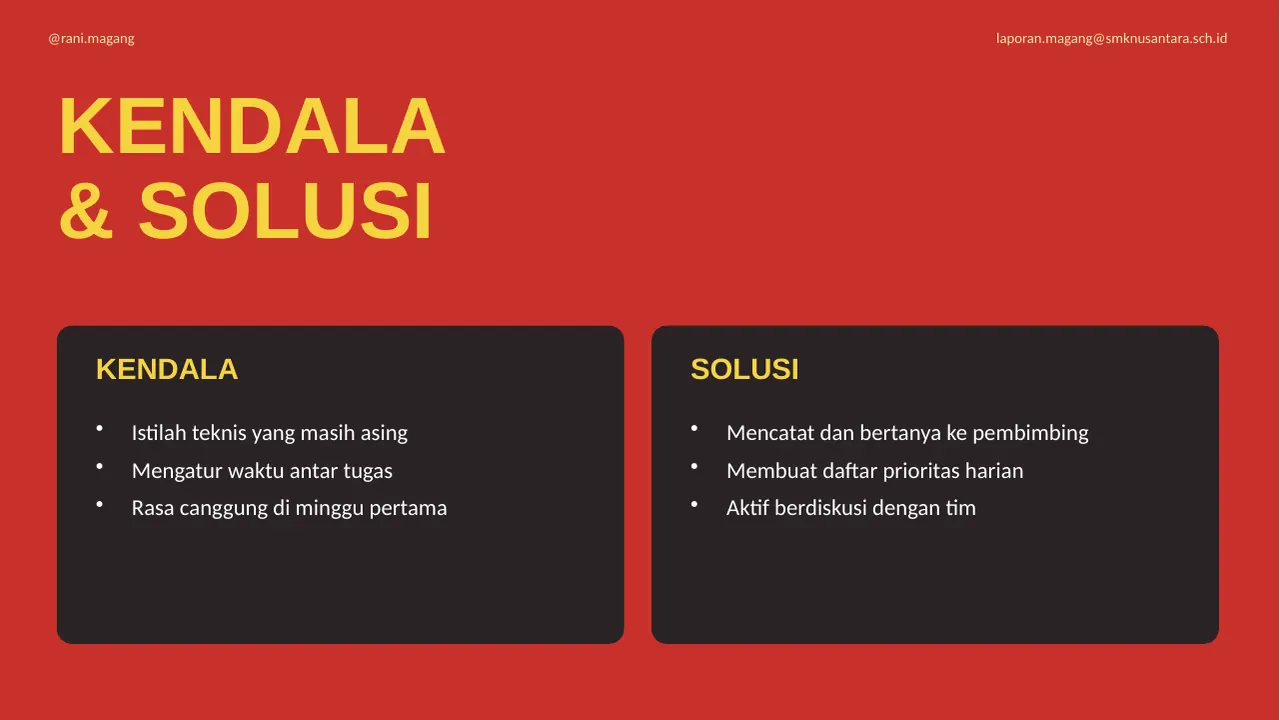 @rani.magang
laporan.magang@smknusantara.sch.id
KENDALA
& SOLUSI
KENDALA
• Istilah teknis yang masih asing
• Mengatur waktu antar tugas
• Rasa canggung di minggu pertama
SOLUSI
• Mencatat dan bertanya ke pembimbing
• Membuat daftar prioritas harian
• Aktif berdiskusi dengan tim